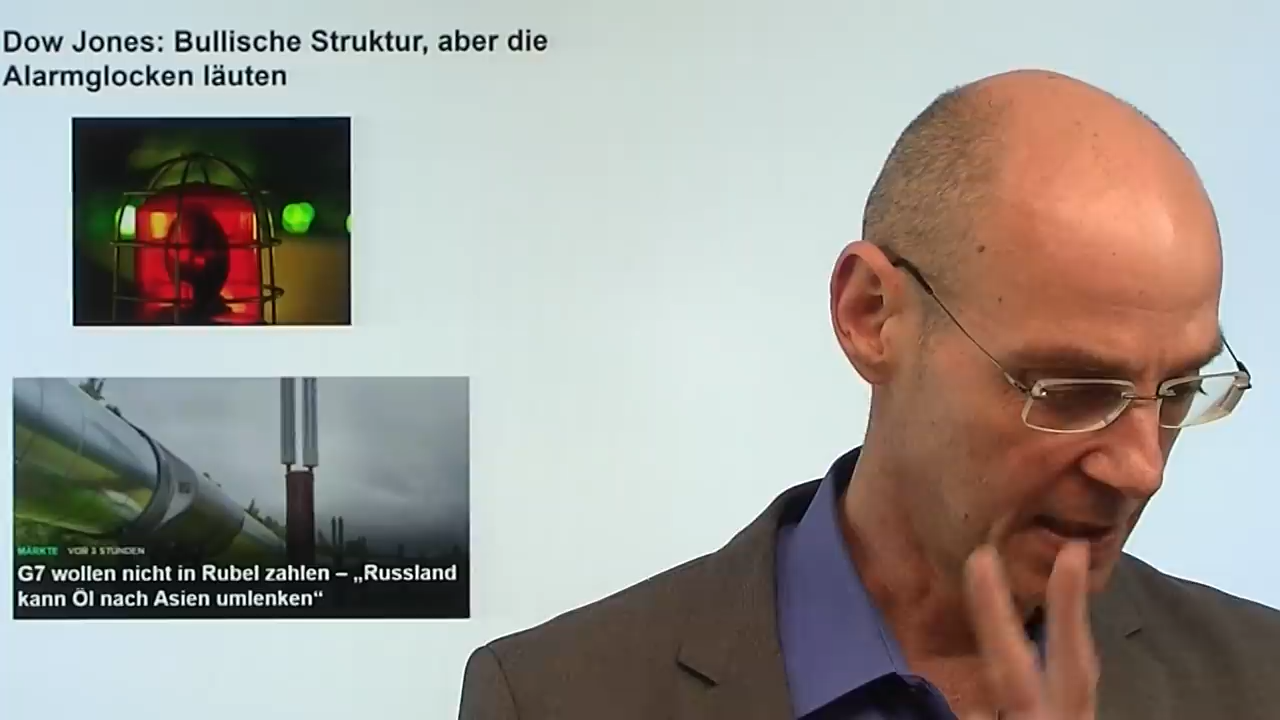 Dow Jones: Bullische Struktur, aber die
Alarmglocken läuten
MÄRKTE VOR 3 STUNDEN
G7 wollen nicht in Rubel zahlen – „Russland
kann Öl nach Asien umlenken“